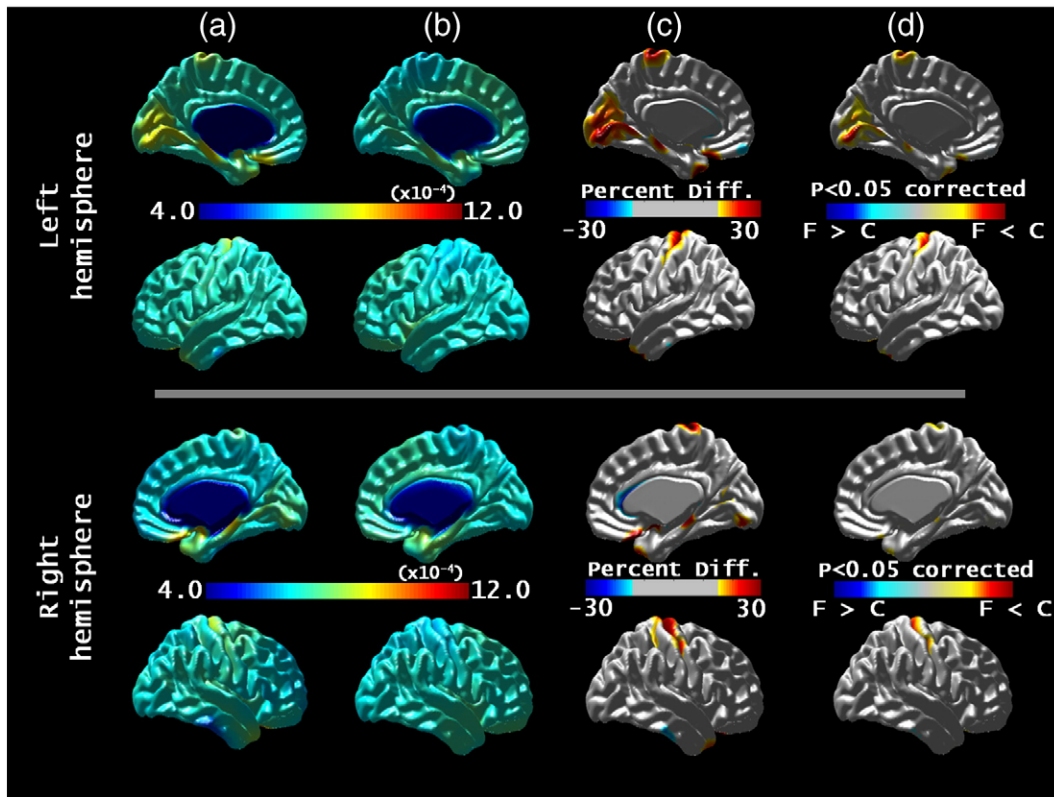 (a) (b) (c) (d)
Left
hemisphere
(x10⁻⁴)
4.0 12.0
Percent Diff.
-30 30
P<0.05 corrected
F > C F < C
Right
hemisphere
(x10⁻⁴)
4.0 12.0
Percent Diff.
-30 30
P<0.05 corrected
F > C F < C